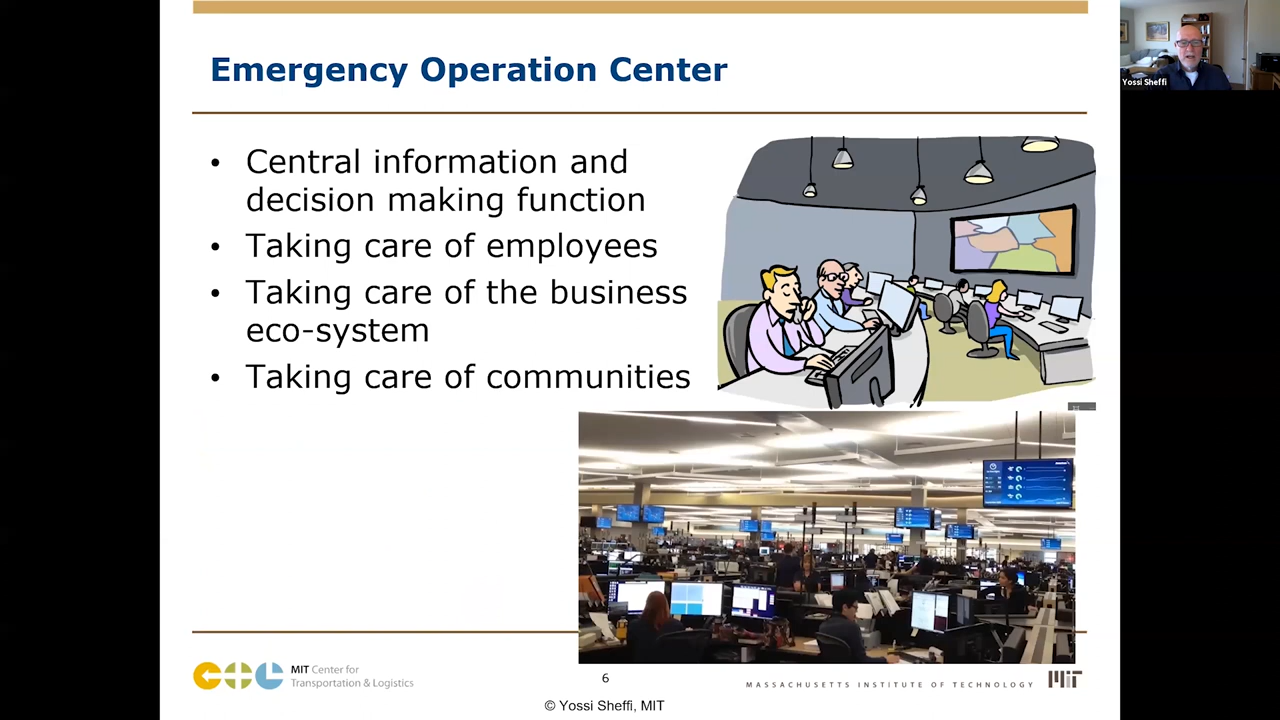 Emergency Operation Center
Yossi Sheffi
• Central information and
decision making function
• Taking care of employees
• Taking care of the business
eco-system
• Taking care of communities
MIT Center for
Transportation & Logistics
6
MASSACHUSETTS INSTITUTE OF TECHNOLOGY
MIT
© Yossi Sheffi, MIT